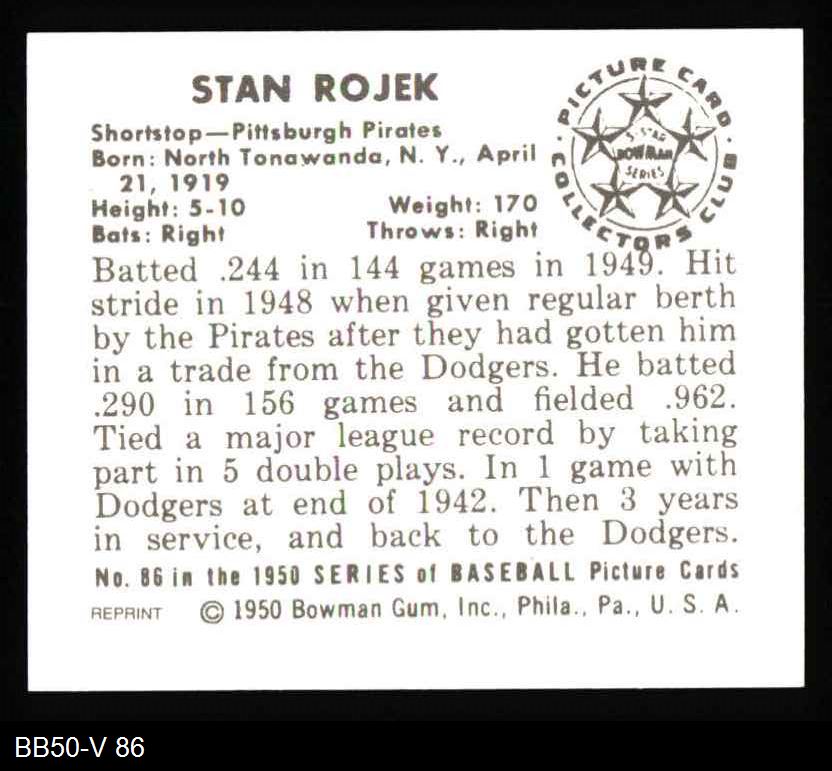 STAN ROJEK
Shortstop—Pittsburgh Pirates
Born: North Tonawanda, N. Y., April
21, 1919
Height: 5-10 Weight: 170
Bats: Right Throws: Right
PICTURE CARD
COLLECTORS CLUB
5-STAR
BOWMAN
SERIES
Batted .244 in 144 games in 1949. Hit
stride in 1948 when given regular berth
by the Pirates after they had gotten him
in a trade from the Dodgers. He batted
.290 in 156 games and fielded .962.
Tied a major league record by taking
part in 5 double plays. In 1 game with
Dodgers at end of 1942. Then 3 years
in service, and back to the Dodgers.
No. 86 in the 1950 SERIES of BASEBALL Picture Cards
REPRINT © 1950 Bowman Gum, Inc., Phila., Pa., U. S. A.
BB50-V 86